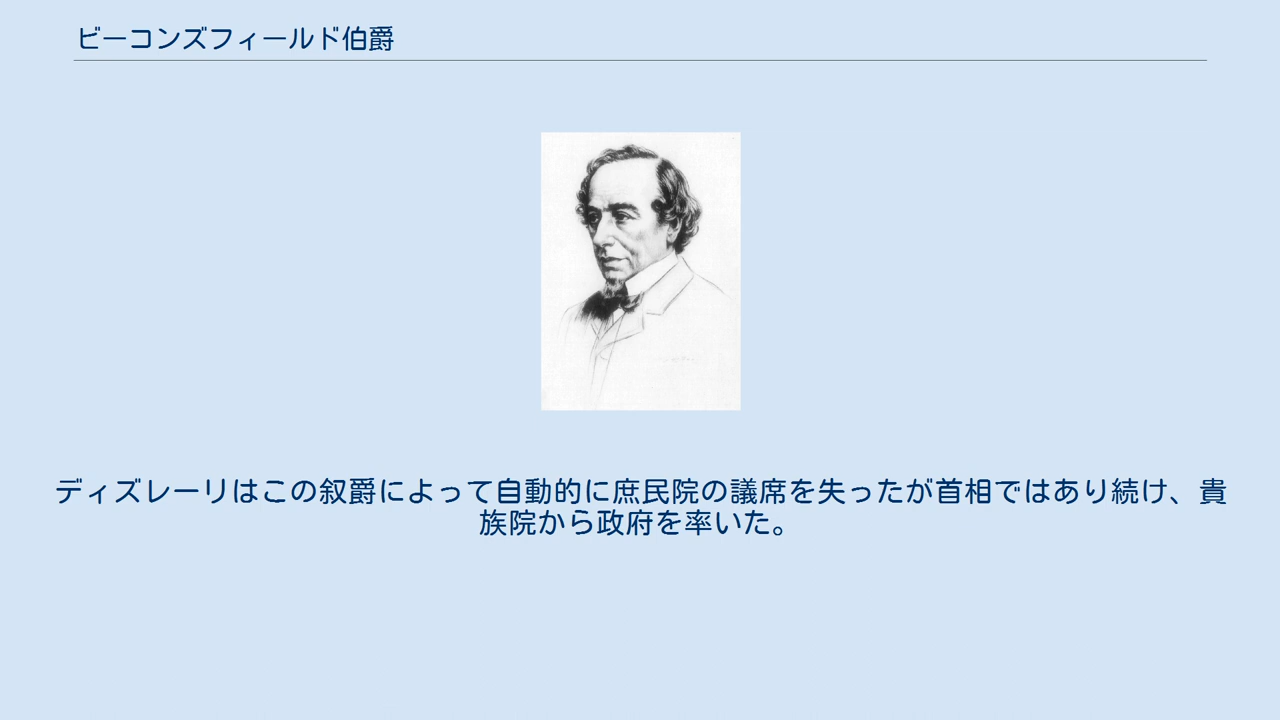 ビーコンズフィールド伯爵
ディズレーリはこの叙爵によって自動的に庶民院の議席を失ったが首相ではあり続け、貴
族院から政府を率いた。